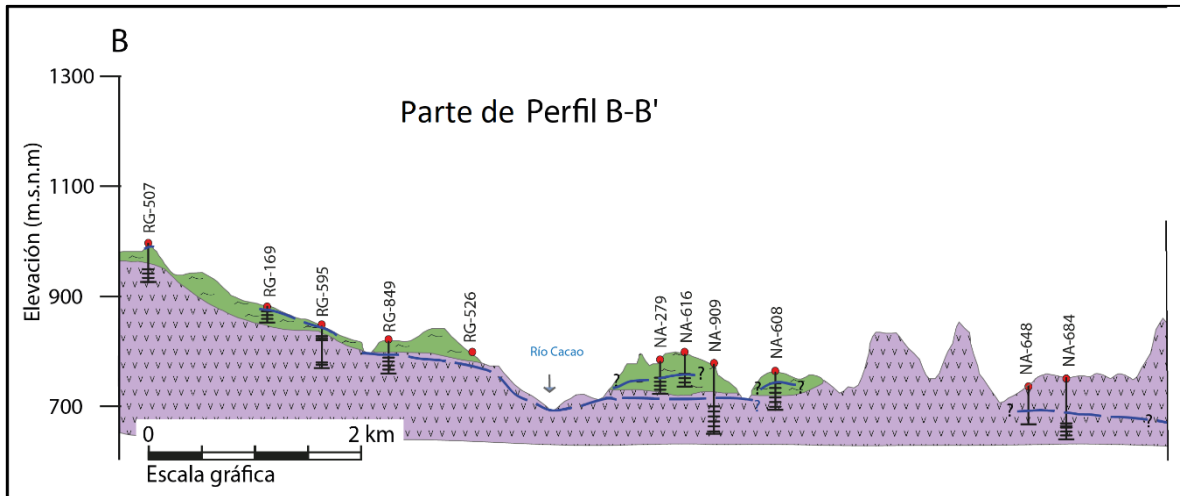 B
Parte de Perfil B-B'
1300
1100
900
700
Elevación (m.s.n.m)
RG-507
RG-169
RG-595
RG-849
RG-526
Río Cacao
NA-279
NA-616
NA-909
NA-608
NA-648
NA-684
?
?
?
?
?
?
?
0
2 km
Escala gráfica